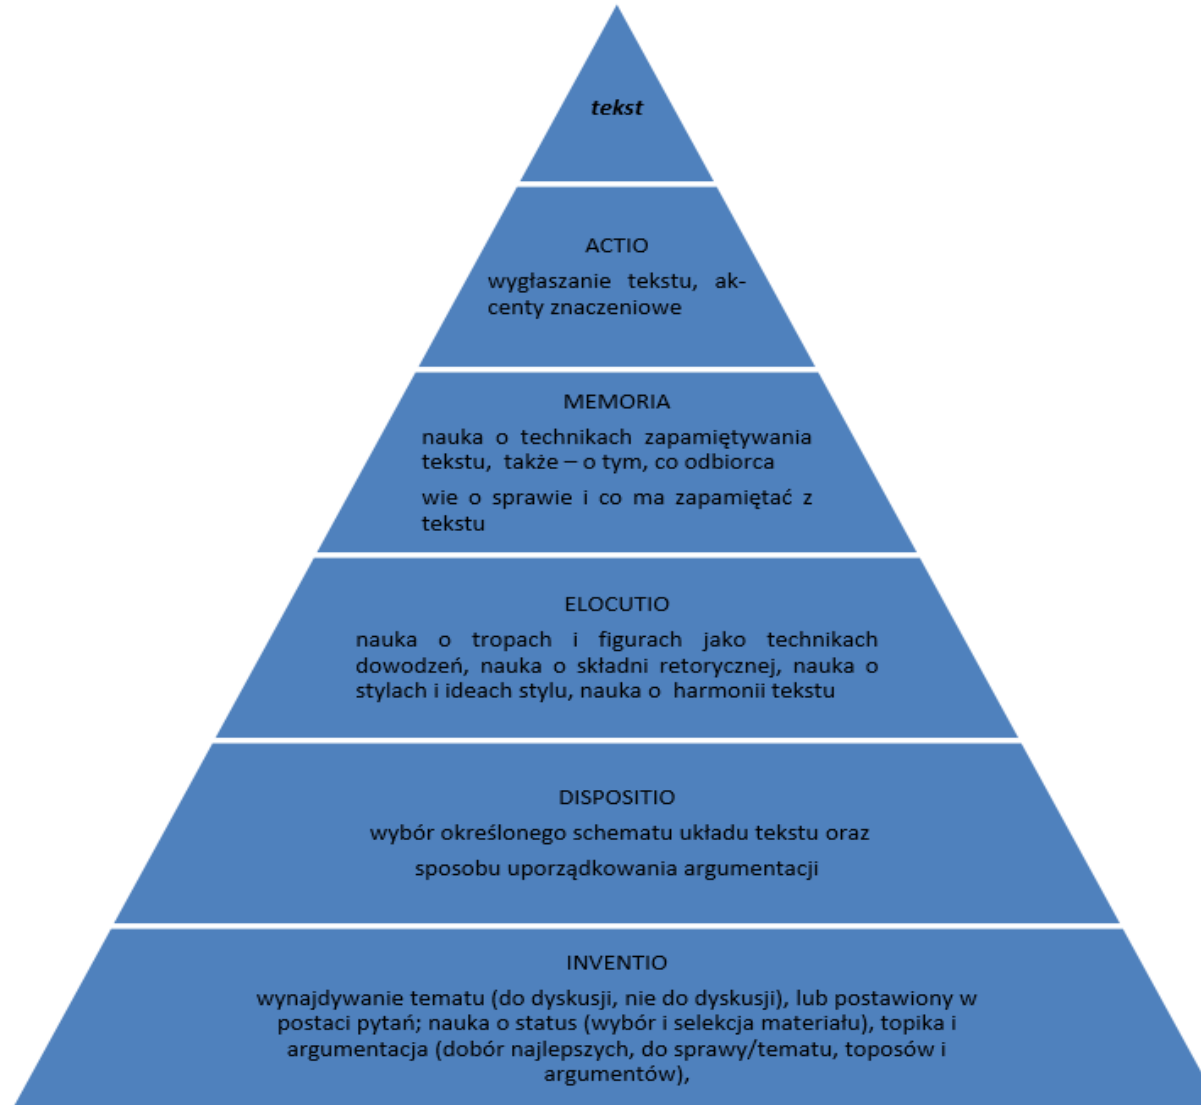 tekst
ACTIO
wygłaszanie tekstu, ak-
centy znaczeniowe
MEMORIA
nauka o technikach zapamiętywania
tekstu, także – o tym, co odbiorca
wie o sprawie i co ma zapamiętać z
tekstu
ELOCUTIO
nauka o tropach i figurach jako technikach
dowodzeń, nauka o składni retorycznej, nauka o
stylach i ideach stylu, nauka o harmonii tekstu
DISPOSITIO
wybór określonego schematu układu tekstu oraz
sposobu uporządkowania argumentacji
INVENTIO
wynajdywanie tematu (do dyskusji, nie do dyskusji), lub postawiony w
postaci pytań; nauka o status (wybór i selekcja materiału), topika i
argumentacja (dobór najlepszych, do sprawy/tematu, toposów i
argumentów),